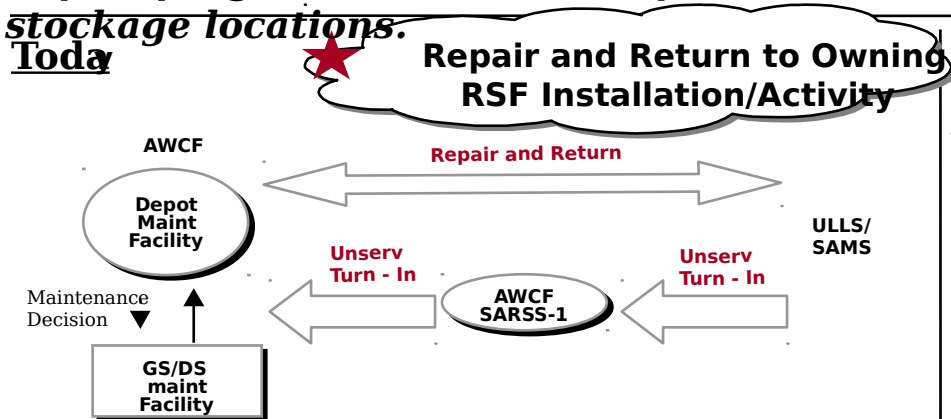 stockage locations.
Today
Repair and Return to Owning
RSF Installation/Activity
AWCF
Repair and Return
Depot
Maint
Facility
ULLS/
SAMS
Unserv
Turn - In
Unserv
Turn - In
AWCF
SARSS-1
Maintenance
Decision
GS/DS
maint
Facility